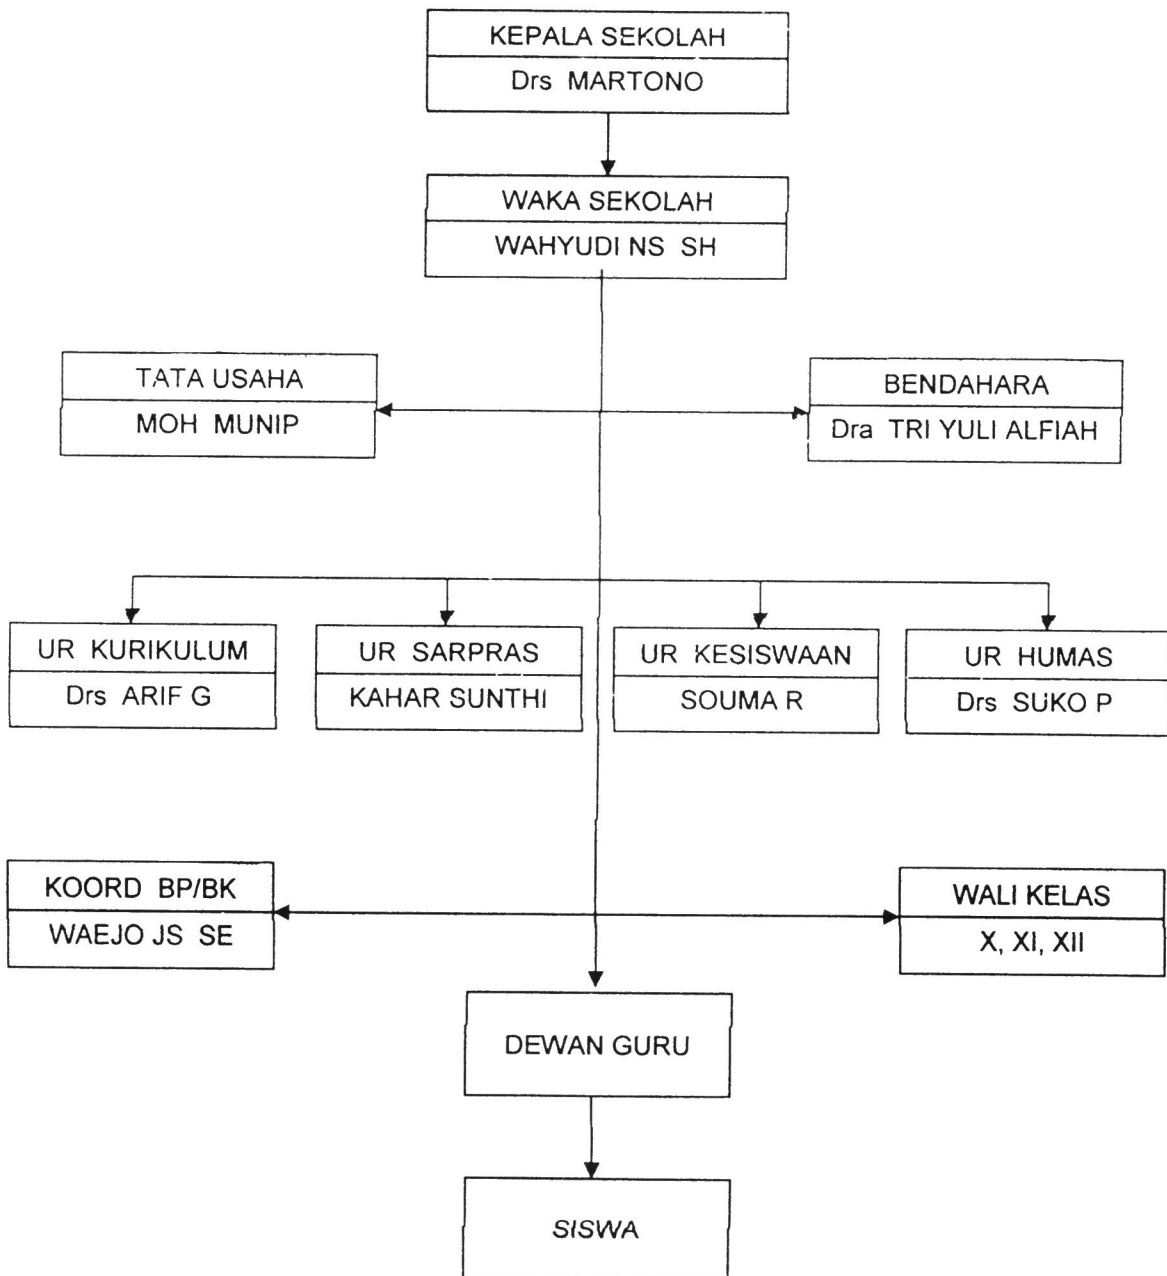 KEPALA SEKOLAH
Drs MARTONO
WAKA SEKOLAH
WAHYUDI NS SH
TATA USAHA
MOH MUNIP
BENDAHARA
Dra TRI YULI ALFIAH
UR KURIKULUM
Drs ARIF G
UR SARPRAS
KAHAR SUNTHI
UR KESISWAAN
SOUMA R
UR HUMAS
Drs SUKO P
KOORD BP/BK
WAEJO JS SE
WALI KELAS
X, XI, XII
DEWAN GURU
SISWA